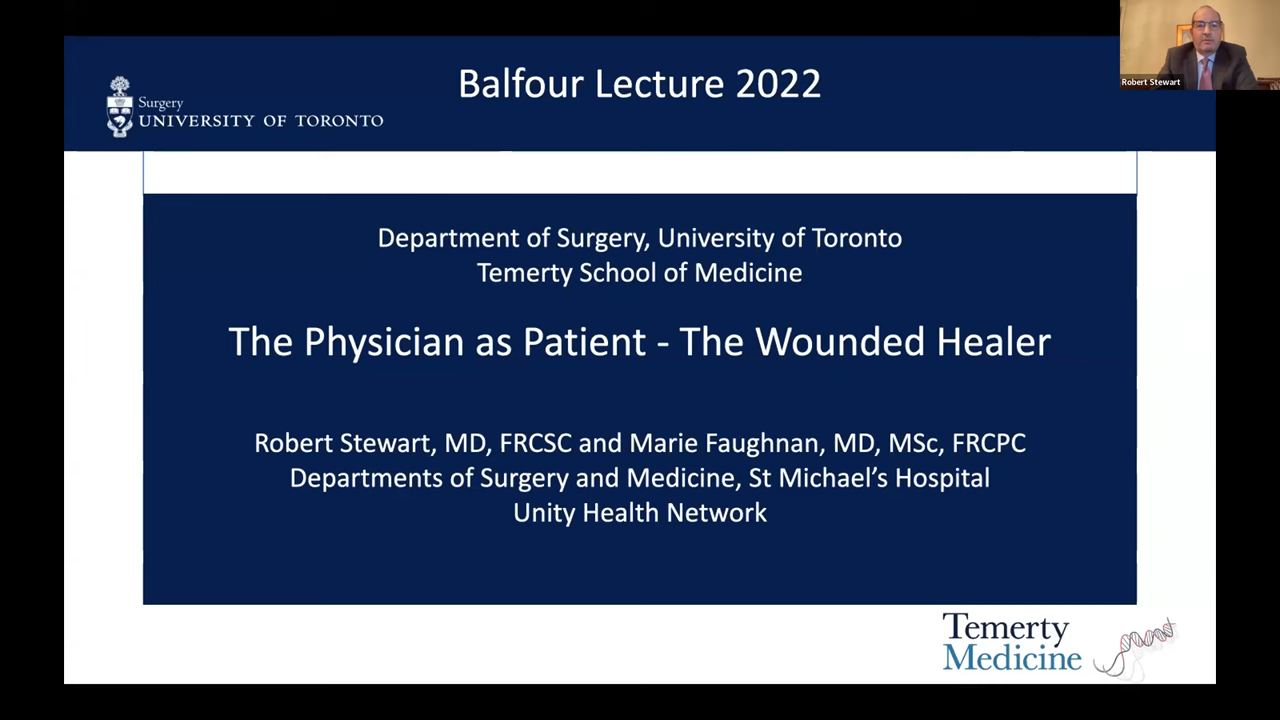 Balfour Lecture 2022
Robert Stewart
Surgery
UNIVERSITY OF TORONTO
Department of Surgery, University of Toronto
Temerty School of Medicine
The Physician as Patient - The Wounded Healer
Robert Stewart, MD, FRCSC and Marie Faughnan, MD, MSc, FRCPC
Departments of Surgery and Medicine, St Michael’s Hospital
Unity Health Network
Temerty
Medicine